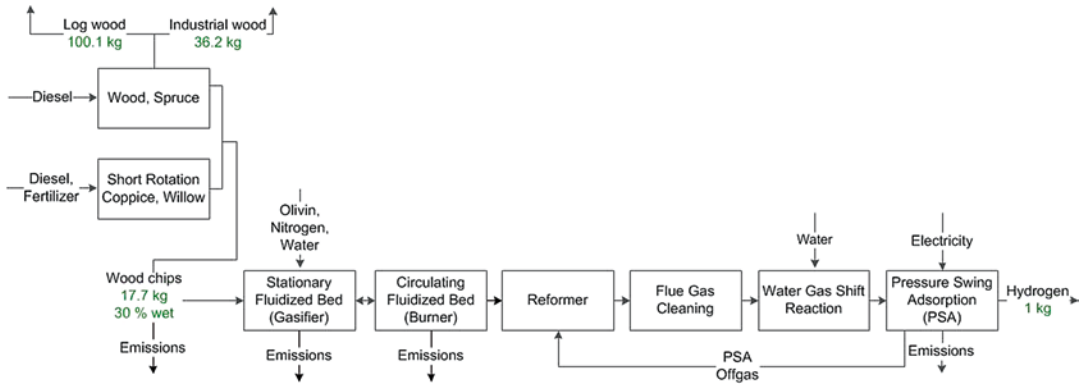 Log wood
100.1 kg
Industrial wood
36.2 kg
Diesel
Wood, Spruce
Diesel,
Fertilizer
Short Rotation
Coppice, Willow
Olivin,
Nitrogen,
Water
Water
Electricity
Wood chips
17.7 kg
30 % wet
Stationary
Fluidized Bed
(Gasifier)
Circulating
Fluidized Bed
(Burner)
Reformer
Flue Gas
Cleaning
Water Gas Shift
Reaction
Pressure Swing
Adsorption
(PSA)
Hydrogen
1 kg
Emissions
Emissions
Emissions
PSA
Offgas
Emissions